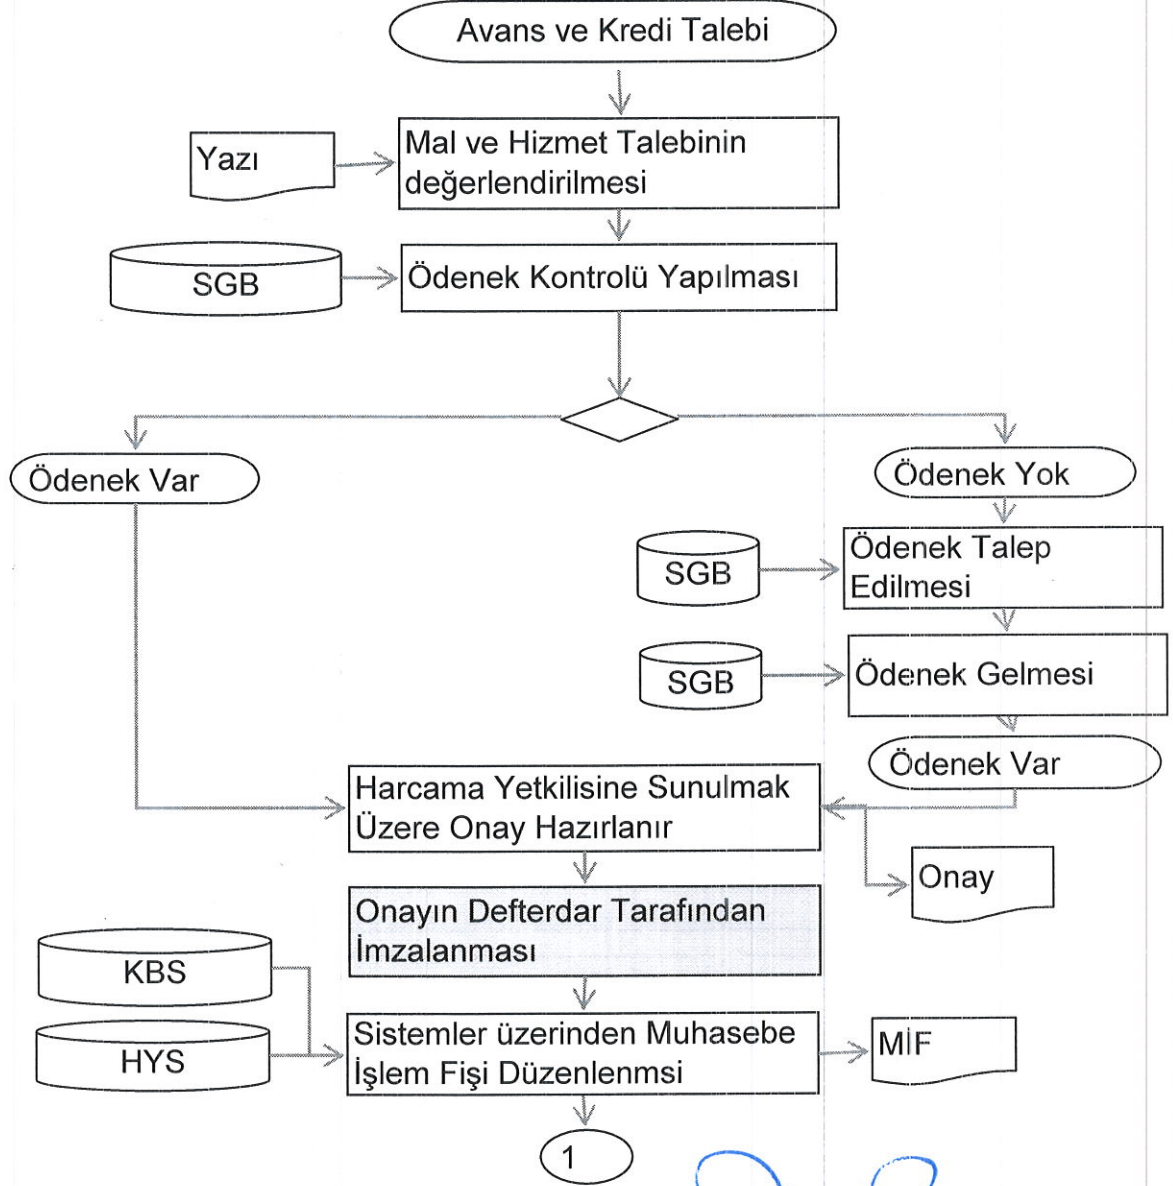 Avans ve Kredi Talebi
Yazı
Mal ve Hizmet Talebinin
değerlendirilmesi
SGB
Ödenek Kontrolü Yapılması
Ödenek Var
Ödenek Yok
SGB
Ödenek Talep
Edilmesi
SGB
Ödenek Gelmesi
Ödenek Var
Harcama Yetkilisine Sunulmak
Üzere Onay Hazırlanır
Onay
Onayın Defterdar Tarafından
İmzalanması
KBS
HYS
Sistemler üzerinden Muhasebe
İşlem Fişi Düzenlenmsi
MİF
1